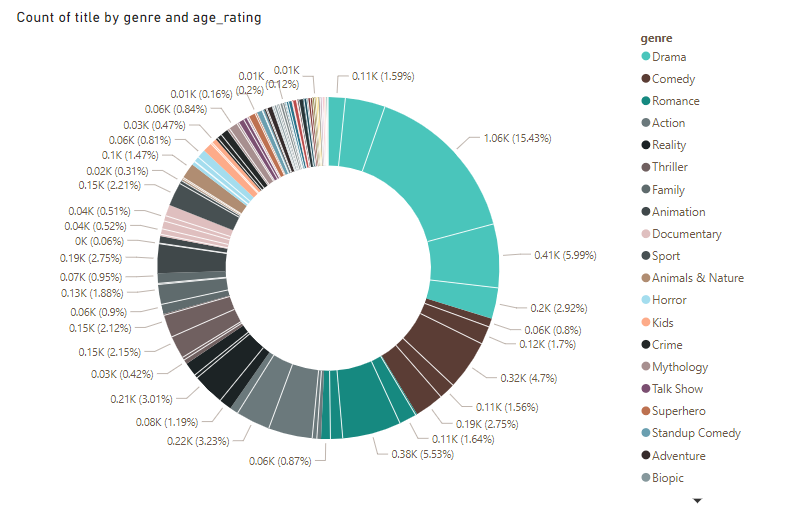 Count of title by genre and age_rating
0.11K (1.59%)
1.06K (15.43%)
0.41K (5.99%)
0.2K (2.92%)
0.06K (0.8%)
0.12K (1.7%)
0.32K (4.7%)
0.11K (1.56%)
0.19K (2.75%)
0.11K (1.64%)
0.38K (5.53%)
0.06K (0.87%)
0.22K (3.23%)
0.08K (1.19%)
0.21K (3.01%)
0.03K (0.42%)
0.15K (2.15%)
0.15K (2.12%)
0.06K (0.9%)
0.13K (1.88%)
0.07K (0.95%)
0.19K (2.75%)
0K (0.06%)
0.04K (0.52%)
0.04K (0.51%)
0.15K (2.21%)
0.02K (0.31%)
0.1K (1.47%)
0.06K (0.81%)
0.03K (0.47%)
0.06K (0.84%)
0.01K (0.16%)
0.01K
(0.2%)
0.01K
(0.12%)
genre
Drama
Comedy
Romance
Action
Reality
Thriller
Family
Animation
Documentary
Sport
Animals & Nature
Horror
Kids
Crime
Mythology
Talk Show
Superhero
Standup Comedy
Adventure
Biopic